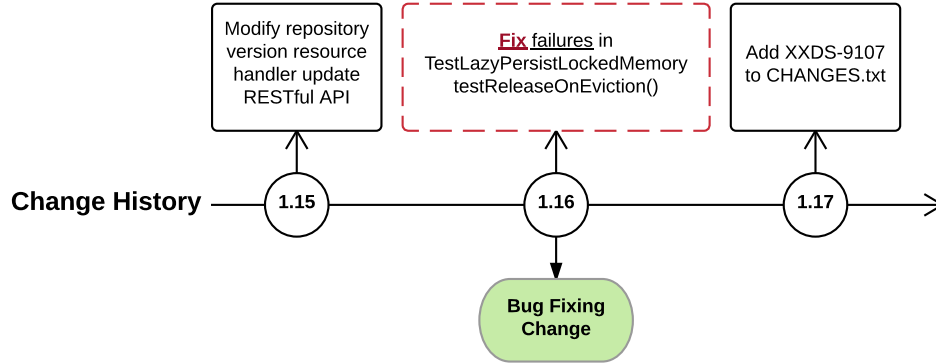 Modify repository
version resource
handler update
RESTful API
Fix failures in
TestLazyPersistLockedMemory
testReleaseOnEviction()
Add XXDS-9107
to CHANGES.txt
Change History
1.15
1.16
1.17
Bug Fixing
Change